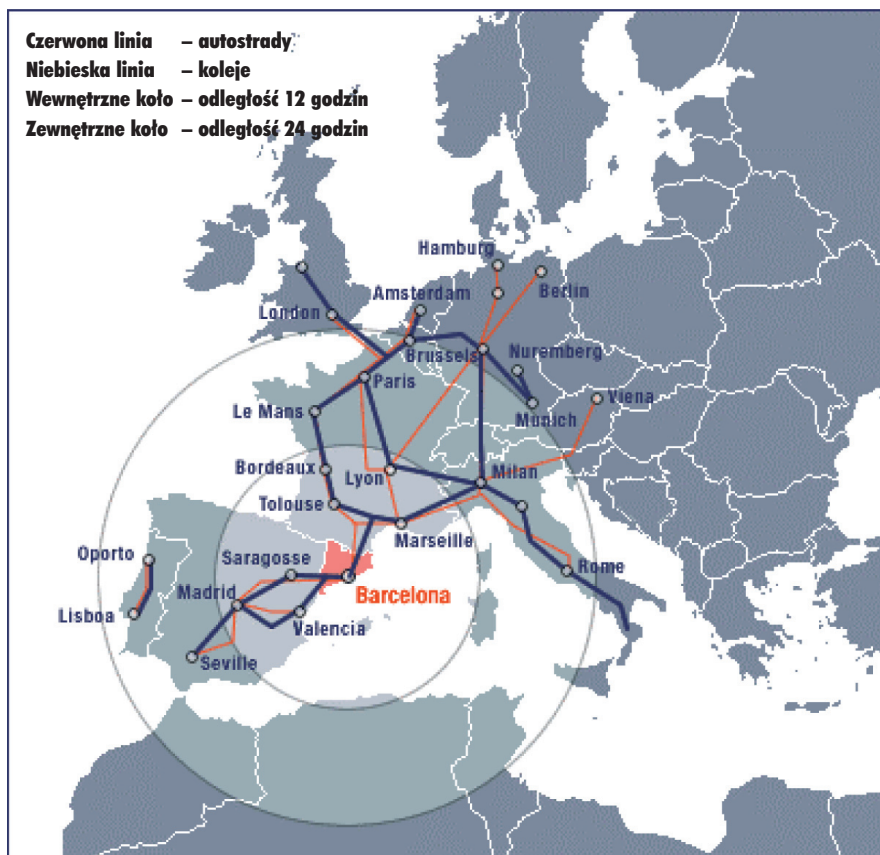 Czerwona linia – autostrady
Niebieska linia – koleje
Wewnętrzne koło – odległość 12 godzin
Zewnętrzne koło – odległość 24 godzin
Hamburg
Berlin
Amsterdam
London
Brussels
Nuremberg
Paris
Viena
Munich
Le Mans
Bordeaux
Lyon
Milan
Tolouse
Marseille
Oporto
Saragosse
Rome
Madrid
Barcelona
Lisboa
Valencia
Seville